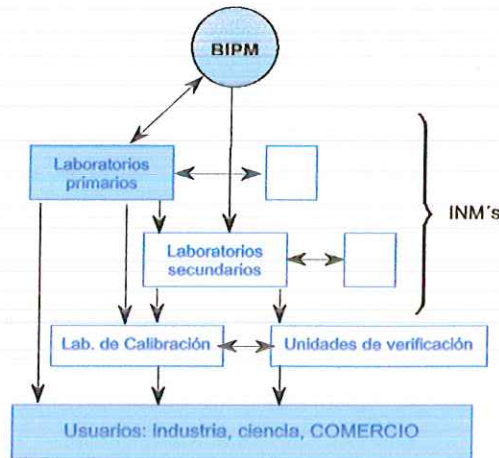 BIPM
Laboratorios
primarios
INM´s
Laboratorios
secundarios
Lab. de Calibración
Unidades de verificación
Usuarios: Industria, ciencia, COMERCIO